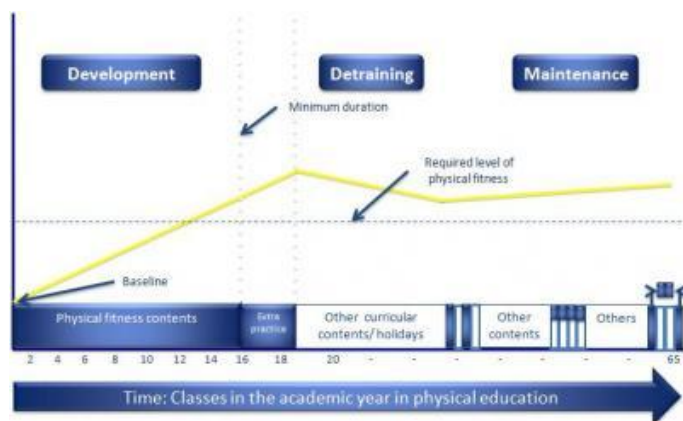 Development
Detraining
Maintenance
Minimum duration
Required level of
physical fitness
Baseline
Physical fitness contents
Extra
practice
Other curricular
contents/holidays
Other
contents
Others
2 4 6 8 10 12 14 16 18 20 - - - - - - 65
Time: Classes in the academic year in physical education